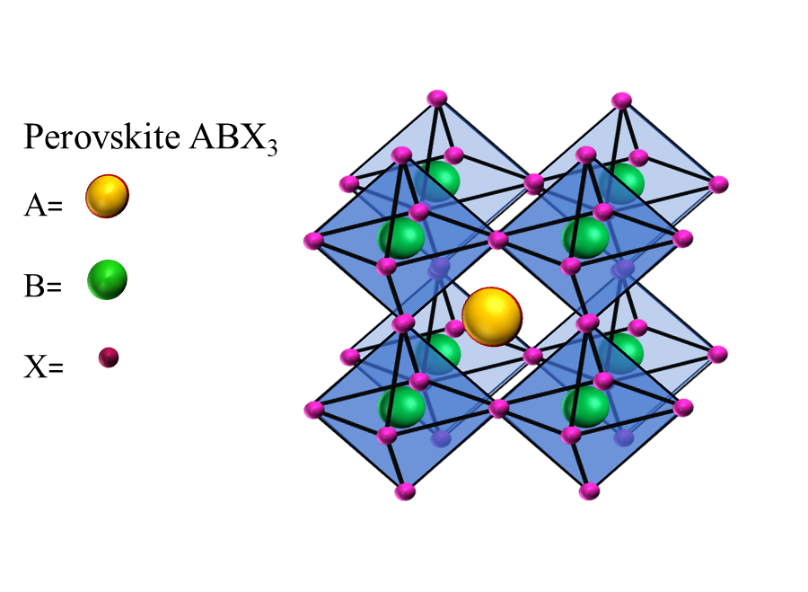 Perovskite ABX₃
A=
B=
X=